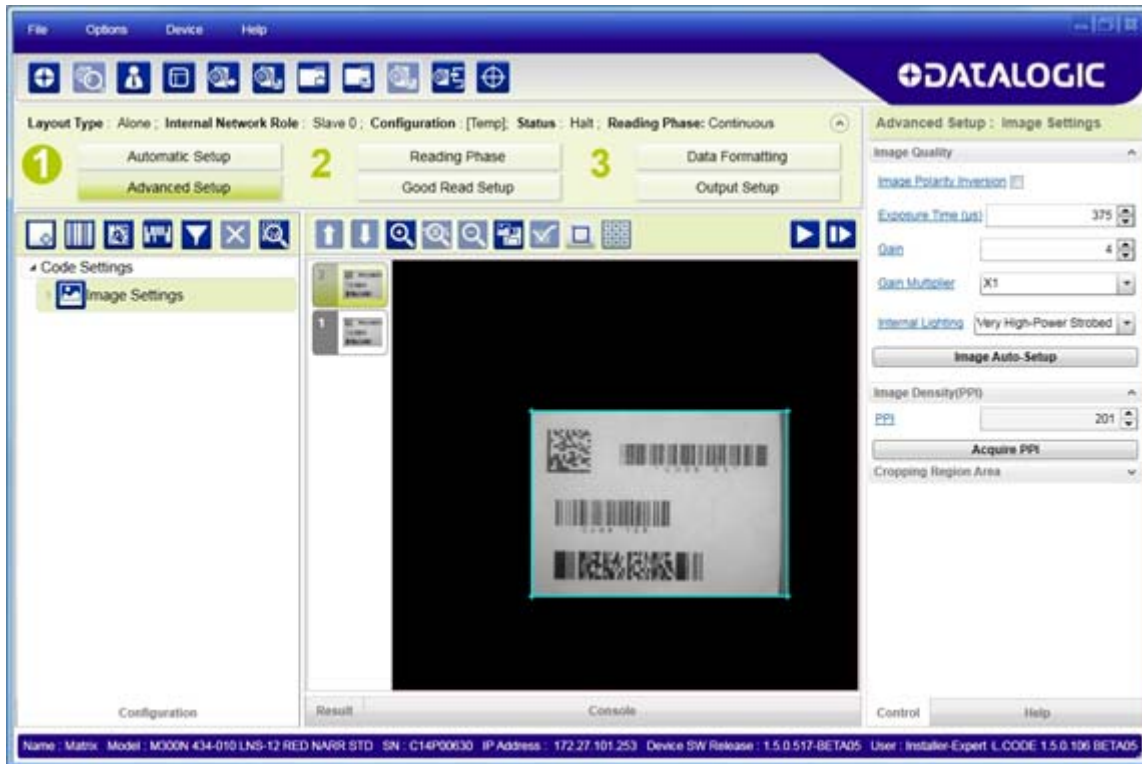 File Options Device Help
DATALOGIC
Layout Type : Alone ; Internal Network Role : Slave 0 ; Configuration : [Temp]; Status : Halt ; Reading Phase: Continuous
1 Automatic Setup
Advanced Setup
2 Reading Phase
Good Read Setup
3 Data Formatting
Output Setup
Code Settings
Image Settings
Configuration
2
1
CODE 128
Result Console
Advanced Setup : Image Settings
Image Quality
Image Polarity Inversion
Exposure Time (us) 375
Gain 4
Gain Multiplier X1
Internal Lighting Very High-Power Strobed
Image Auto-Setup
Image Density(PPI)
PPI 201
Acquire PPI
Cropping Region Area
Control Help
Name : Matrix Model : M300N 434-010 LNS-12 RED NARR STD SN : C14P00630 IP Address : 172.27.101.253 Device SW Release : 1.5.0.517-BETA05 User : Installer-Expert L.CODE 1.5.0.106 BETA05